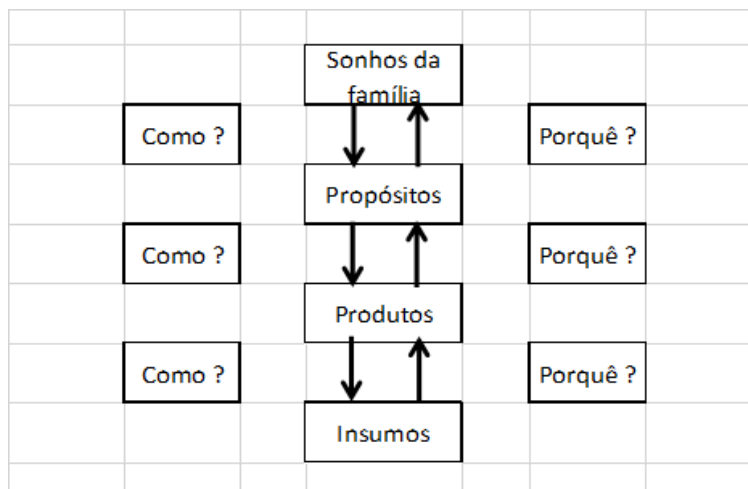 Sonhos da
família
Como ?
Porquê ?
Propósitos
Como ?
Porquê ?
Produtos
Como ?
Porquê ?
Insumos